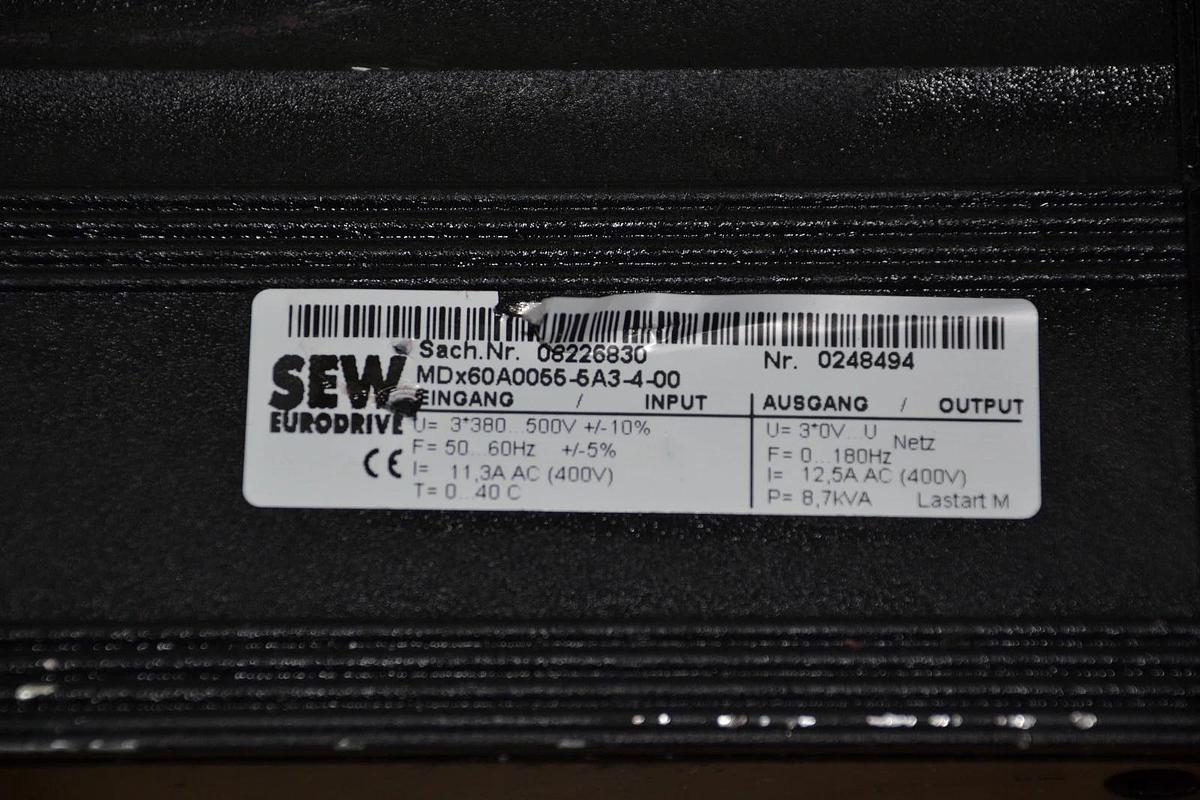 Sach.Nr. 08226830 Nr. 0248494
MDx60A0055-5A3-4-00
SEW
EURODRIVE
CE
EINGANG / INPUT
U= 3*380...500V +/-10%
F= 50...60Hz +/-5%
I= 11,3A AC (400V)
T= 0...40 C
AUSGANG / OUTPUT
U= 3*0V...U Netz
F= 0...180Hz
I= 12,5A AC (400V)
P= 8,7kVA Lastart M